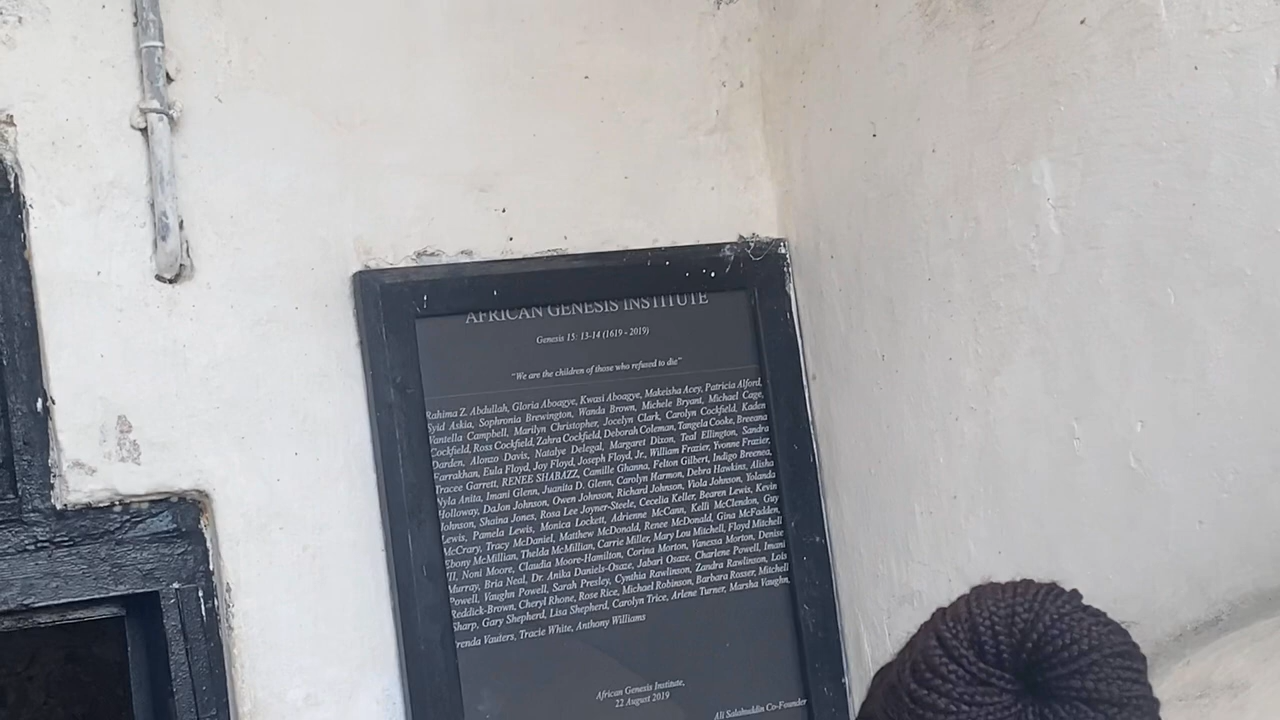 AFRICAN GENESIS INSTITUTE
Genesis 15: 13-14 (1619 - 2019)
"We are the children of those who refused to die"
Rahima Z. Abdullah, Gloria Aboagye, Kwasi Aboagye, Makeisha Acey, Patricia Alford,
Syid Askia, Sophronia Brewington, Wanda Brown, Michele Bryant, Michael Cage,
Vantella Campbell, Marilyn Christopher, Jocelyn Clark, Carolyn Cockfield, Kaden
Cockfield, Ross Cockfield, Zahra Cockfield, Deborah Coleman, Tangela Cooke, Breeana
Darden, Alonzo Davis, Natalye Delegal, Margaret Dixon, Teal Ellington, Sandra
Farrakhan, Eula Floyd, Joy Floyd, Joseph Floyd, Jr., William Frazier, Yvonne Frazier,
Tracee Garrett, RENEE SHABAZZ, Camille Ghanna, Felton Gilbert, Indigo Breenea,
Nyla Anita, Imani Glenn, Juanita D. Glenn, Carolyn Harmon, Debra Hawkins, Alisha
Holloway, DaJon Johnson, Owen Johnson, Richard Johnson, Viola Johnson, Yolanda
Johnson, Shaina Jones, Rosa Lee Joyner-Steele, Cecelia Keller, Bearen Lewis, Kevin
Lewis, Pamela Lewis, Monica Lockett, Adrienne McCann, Kelli McClendon, Guy
McCrary, Tracy McDaniel, Matthew McDonald, Renee McDonald, Gina McFadden,
Ebony McMillian, Thelda McMillian, Carrie Miller, Mary Lou Mitchell, Floyd Mitchell
III, Noni Moore, Claudia Moore-Hamilton, Corina Morton, Vanessa Morton, Denise
Murray, Bria Neal, Dr. Anika Daniels-Osaze, Jabari Osaze, Charlene Powell, Imani
Powell, Vaughn Powell, Sarah Presley, Cynthia Rawlinson, Zandra Rawlinson, Lois
Reddick-Brown, Cheryl Rhone, Rose Rice, Michael Robinson, Barbara Rosser, Mitchell
Sharp, Gary Shepherd, Lisa Shepherd, Carolyn Trice, Arlene Turner, Marsha Vaughn,
renda Vauters, Tracie White, Anthony Williams
African Genesis Institute,
22 August 2019
Ali Salahuddin Co-Founder